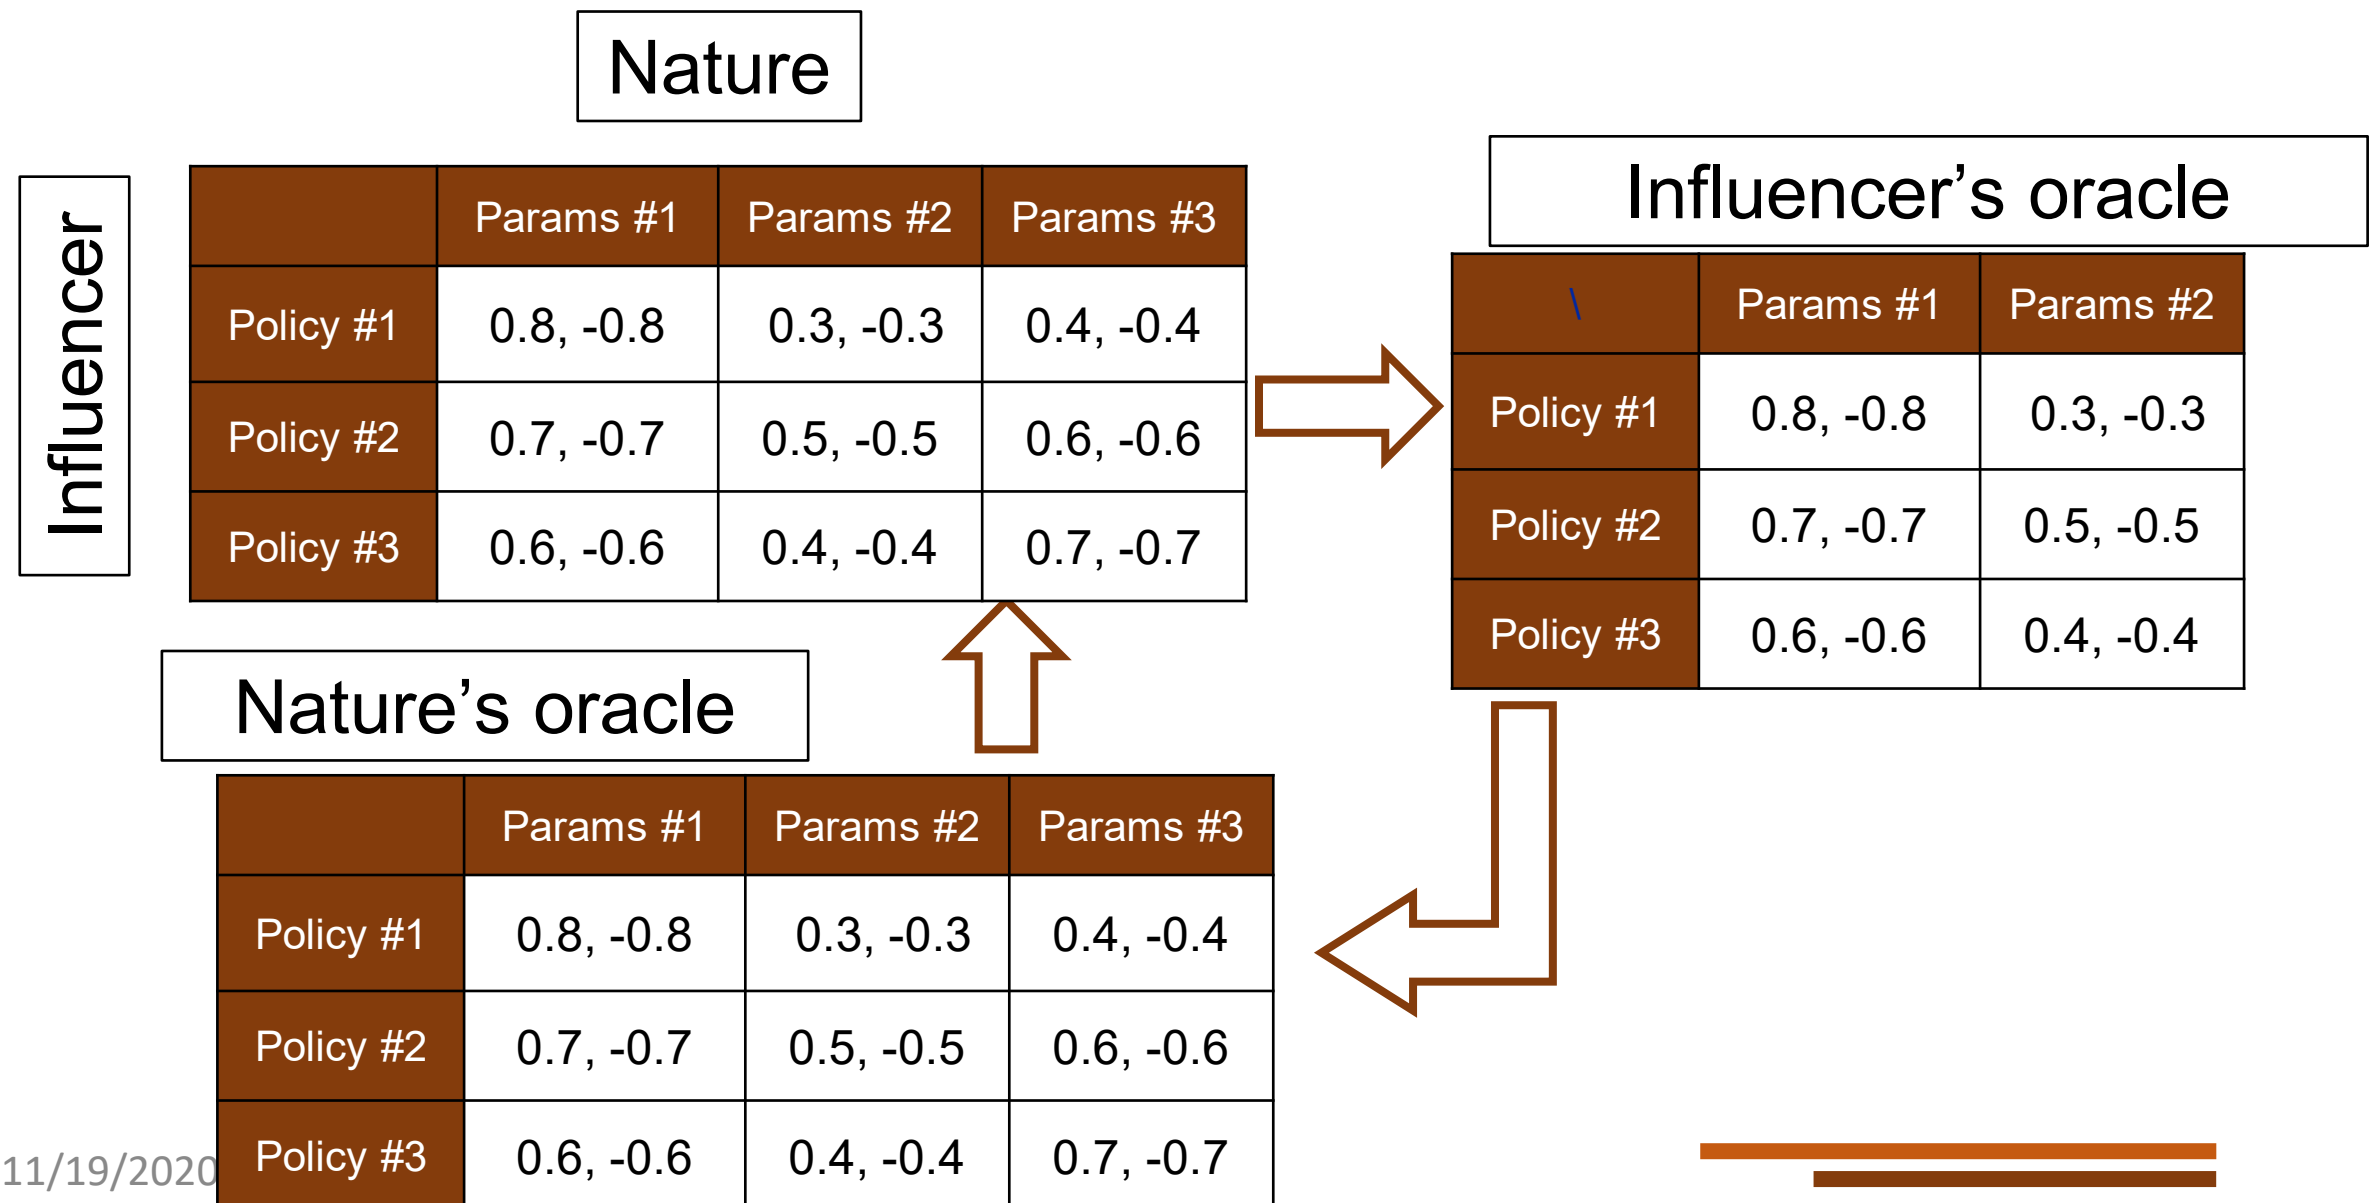 Nature
Influencer
Params #1 Params #2 Params #3
Policy #1 0.8, -0.8 0.3, -0.3 0.4, -0.4
Policy #2 0.7, -0.7 0.5, -0.5 0.6, -0.6
Policy #3 0.6, -0.6 0.4, -0.4 0.7, -0.7
Influencer’s oracle
\ Params #1 Params #2
Policy #1 0.8, -0.8 0.3, -0.3
Policy #2 0.7, -0.7 0.5, -0.5
Policy #3 0.6, -0.6 0.4, -0.4
Nature’s oracle
Params #1 Params #2 Params #3
Policy #1 0.8, -0.8 0.3, -0.3 0.4, -0.4
Policy #2 0.7, -0.7 0.5, -0.5 0.6, -0.6
Policy #3 0.6, -0.6 0.4, -0.4 0.7, -0.7
11/19/2020